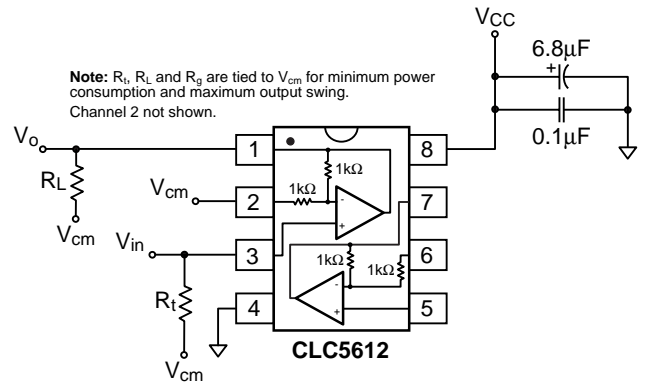 VCC
6.8µF
+
Note: Rt, RL and Rg are tied to Vcm for minimum power
consumption and maximum output swing.
Channel 2 not shown.
0.1µF
Vo
1
8
1kΩ
RL
Vcm
2
1kΩ
-
7
Vcm
+
Vin
3
1kΩ
1kΩ
6
Rt
-
4
+
5
CLC5612
Vcm